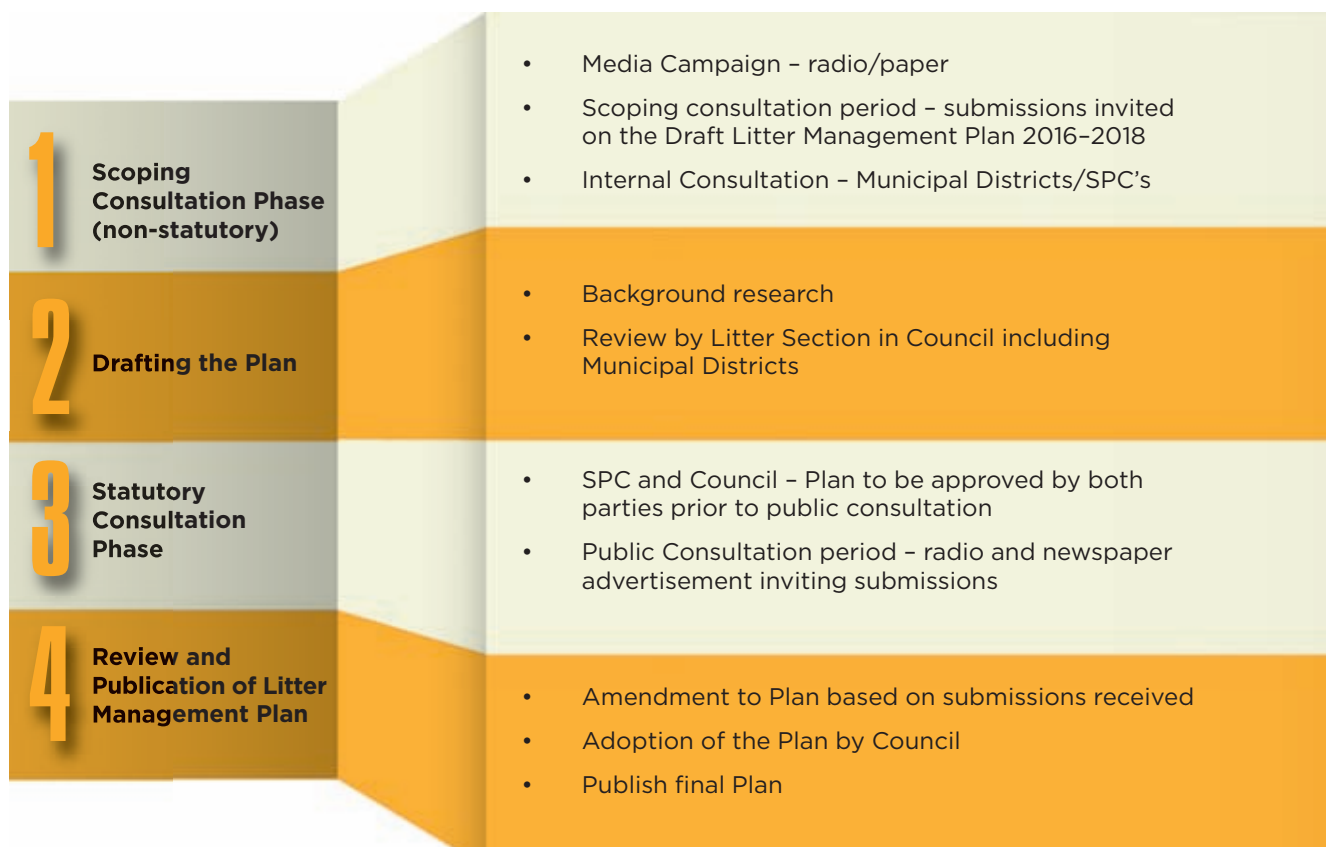 1
Scoping
Consultation Phase
(non-statutory)
• Media Campaign – radio/paper
• Scoping consultation period – submissions invited
on the Draft Litter Management Plan 2016–2018
• Internal Consultation – Municipal Districts/SPC’s
2
Drafting the Plan
• Background research
• Review by Litter Section in Council including
Municipal Districts
3
Statutory
Consultation
Phase
• SPC and Council – Plan to be approved by both
parties prior to public consultation
• Public Consultation period – radio and newspaper
advertisement inviting submissions
4
Review and
Publication of Litter
Management Plan
• Amendment to Plan based on submissions received
• Adoption of the Plan by Council
• Publish final Plan